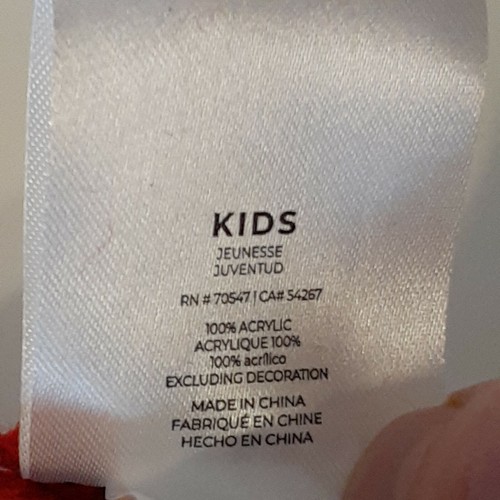 KIDS
JEUNESSE
JUVENTUD
RN # 70547 | CA# 54267
100% ACRYLIC
ACRYLIQUE 100%
100% acrílico
EXCLUDING DECORATION
MADE IN CHINA
FABRIQUÉ EN CHINE
HECHO EN CHINA